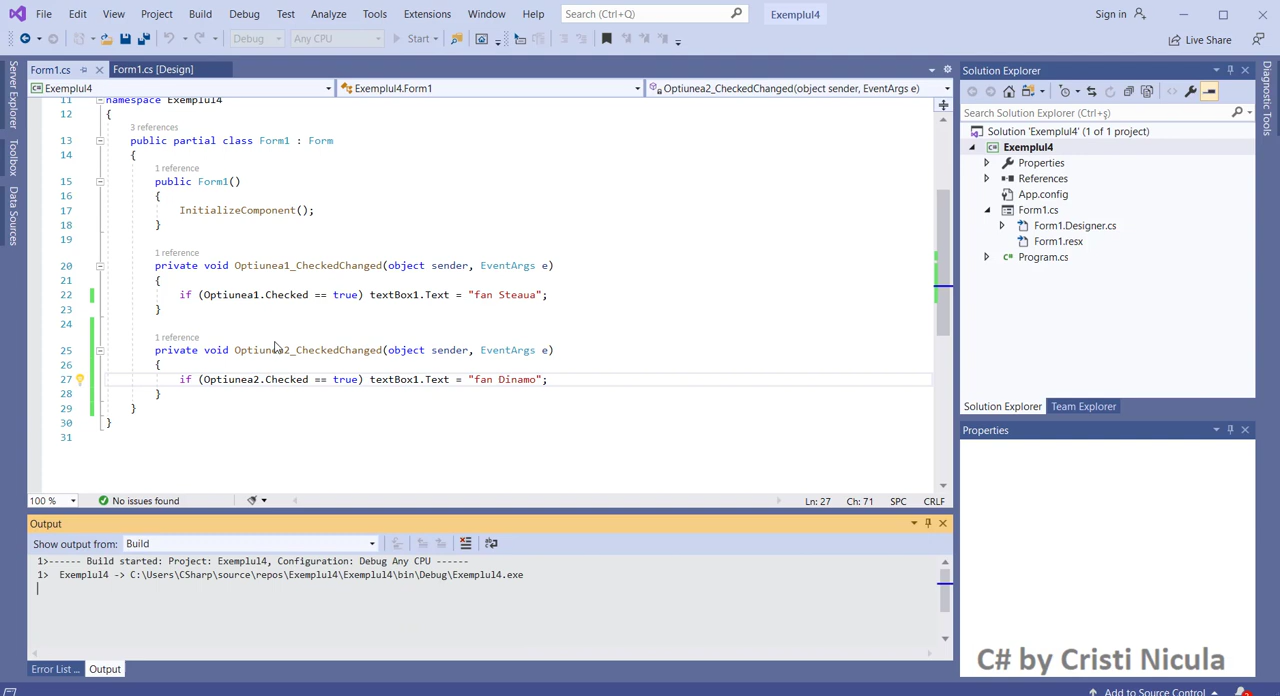 File Edit View Project Build Debug Test Analyze Tools Extensions Window Help Search (Ctrl+Q) Exemplul4 Sign in
Debug Any CPU Start Live Share
Server Explorer Toolbox Data Sources
Form1.cs Form1.cs [Design]
Exemplul4 Exemplul4.Form1 Optiunea2_CheckedChanged(object sender, EventArgs e)
11 namespace Exemplul4
12 {
3 references
13 public partial class Form1 : Form
14 {
1 reference
15 public Form1()
16 {
17 InitializeComponent();
18 }
19
1 reference
20 private void Optiunea1_CheckedChanged(object sender, EventArgs e)
21 {
22 if (Optiunea1.Checked == true) textBox1.Text = "fan Steaua";
23 }
24
1 reference
25 private void Optiunea2_CheckedChanged(object sender, EventArgs e)
26 {
27 if (Optiunea2.Checked == true) textBox1.Text = "fan Dinamo";
28 }
29 }
30 }
31
100 % No issues found Ln: 27 Ch: 71 SPC CRLF
Output
Show output from: Build
1>------ Build started: Project: Exemplul4, Configuration: Debug Any CPU ------
1> Exemplul4 -> C:\Users\CSharp\source\repos\Exemplul4\Exemplul4\bin\Debug\Exemplul4.exe
Error List ... Output
Solution Explorer
Search Solution Explorer (Ctrl+ş)
Solution 'Exemplul4' (1 of 1 project)
Exemplul4
Properties
References
App.config
Form1.cs
Form1.Designer.cs
Form1.resx
Program.cs
Solution Explorer Team Explorer
Properties
Diagnostic Tools
C# by Cristi Nicula
Add to Source Control